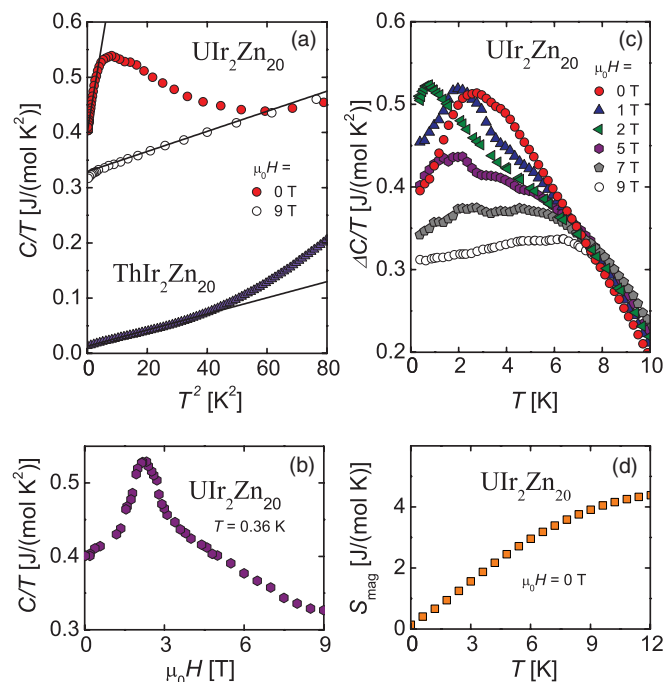 (a)
UIr2Zn20
C/T [J/(mol K²)]
0.6
0.5
0.4
0.3
0.2
0.1
0.0
μ0H =
0 T
9 T
ThIr2Zn20
0 20 40 60 80
T² [K²]
(c)
UIr2Zn20
μ0H =
0 T
1 T
2 T
5 T
7 T
9 T
ΔC/T [J/(mol K²)]
0.6
0.5
0.4
0.3
0.2
0 2 4 6 8 10
T [K]
(b)
UIr2Zn20
T = 0.36 K
C/T [J/(mol K²)]
0.5
0.4
0.3
0 3 6 9
μ0H [T]
(d)
UIr2Zn20
μ0H = 0 T
Smag [J/(mol K)]
4
2
0
0 3 6 9 12
T [K]